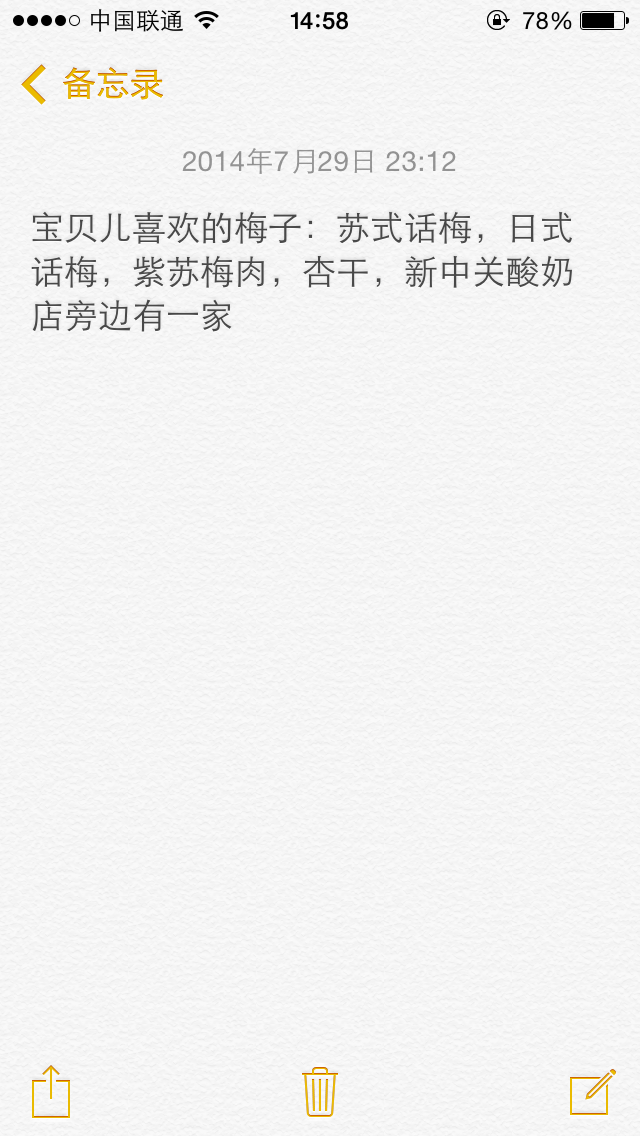 中国联通 14:58 78%
备忘录
2014年7月29日 23:12
宝贝儿喜欢的梅子：苏式话梅，日式
话梅，紫苏梅肉，杏干，新中关酸奶
店旁边有一家